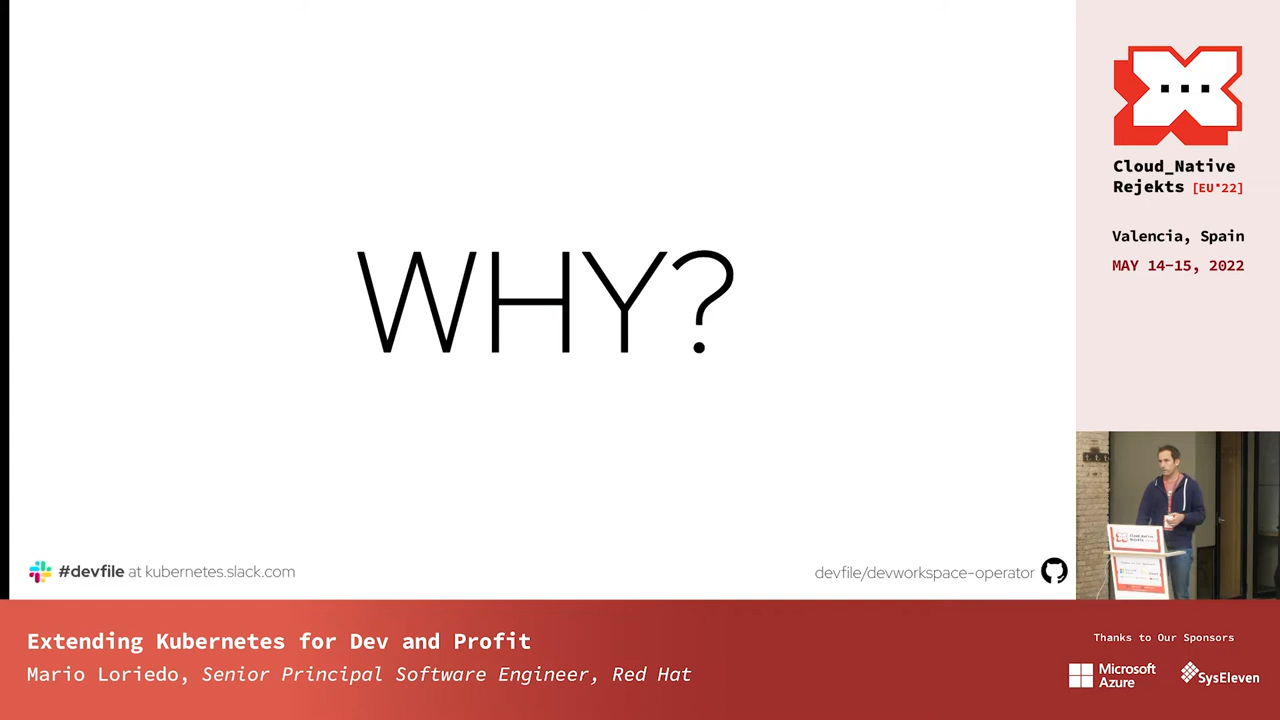 WHY?
#devfile at kubernetes.slack.com
devfile/devworkspace-operator
Cloud_Native
Rejekts [EU*22]
Valencia, Spain
MAY 14-15, 2022
Extending Kubernetes for Dev and Profit
Mario Loriedo, Senior Principal Software Engineer, Red Hat
Thanks to Our Sponsors
Microsoft
Azure
SysEleven